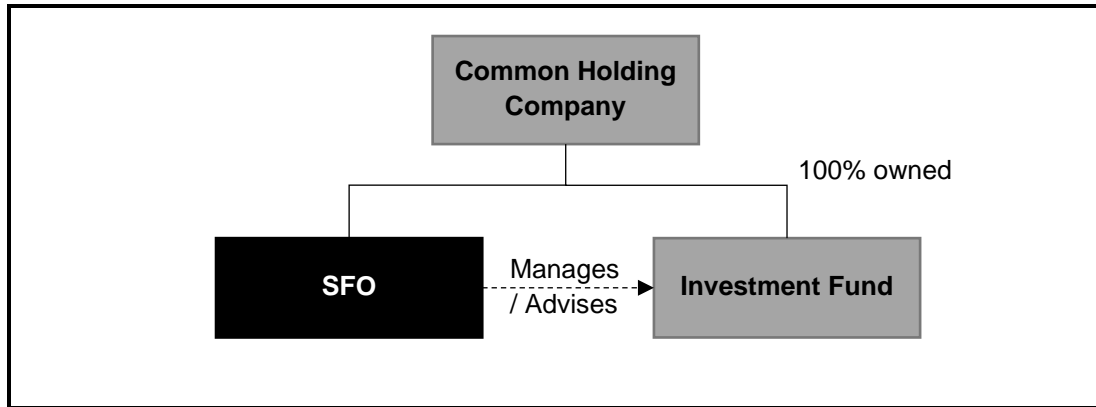 Common Holding
Company
100% owned
SFO
Manages
/ Advises
Investment Fund